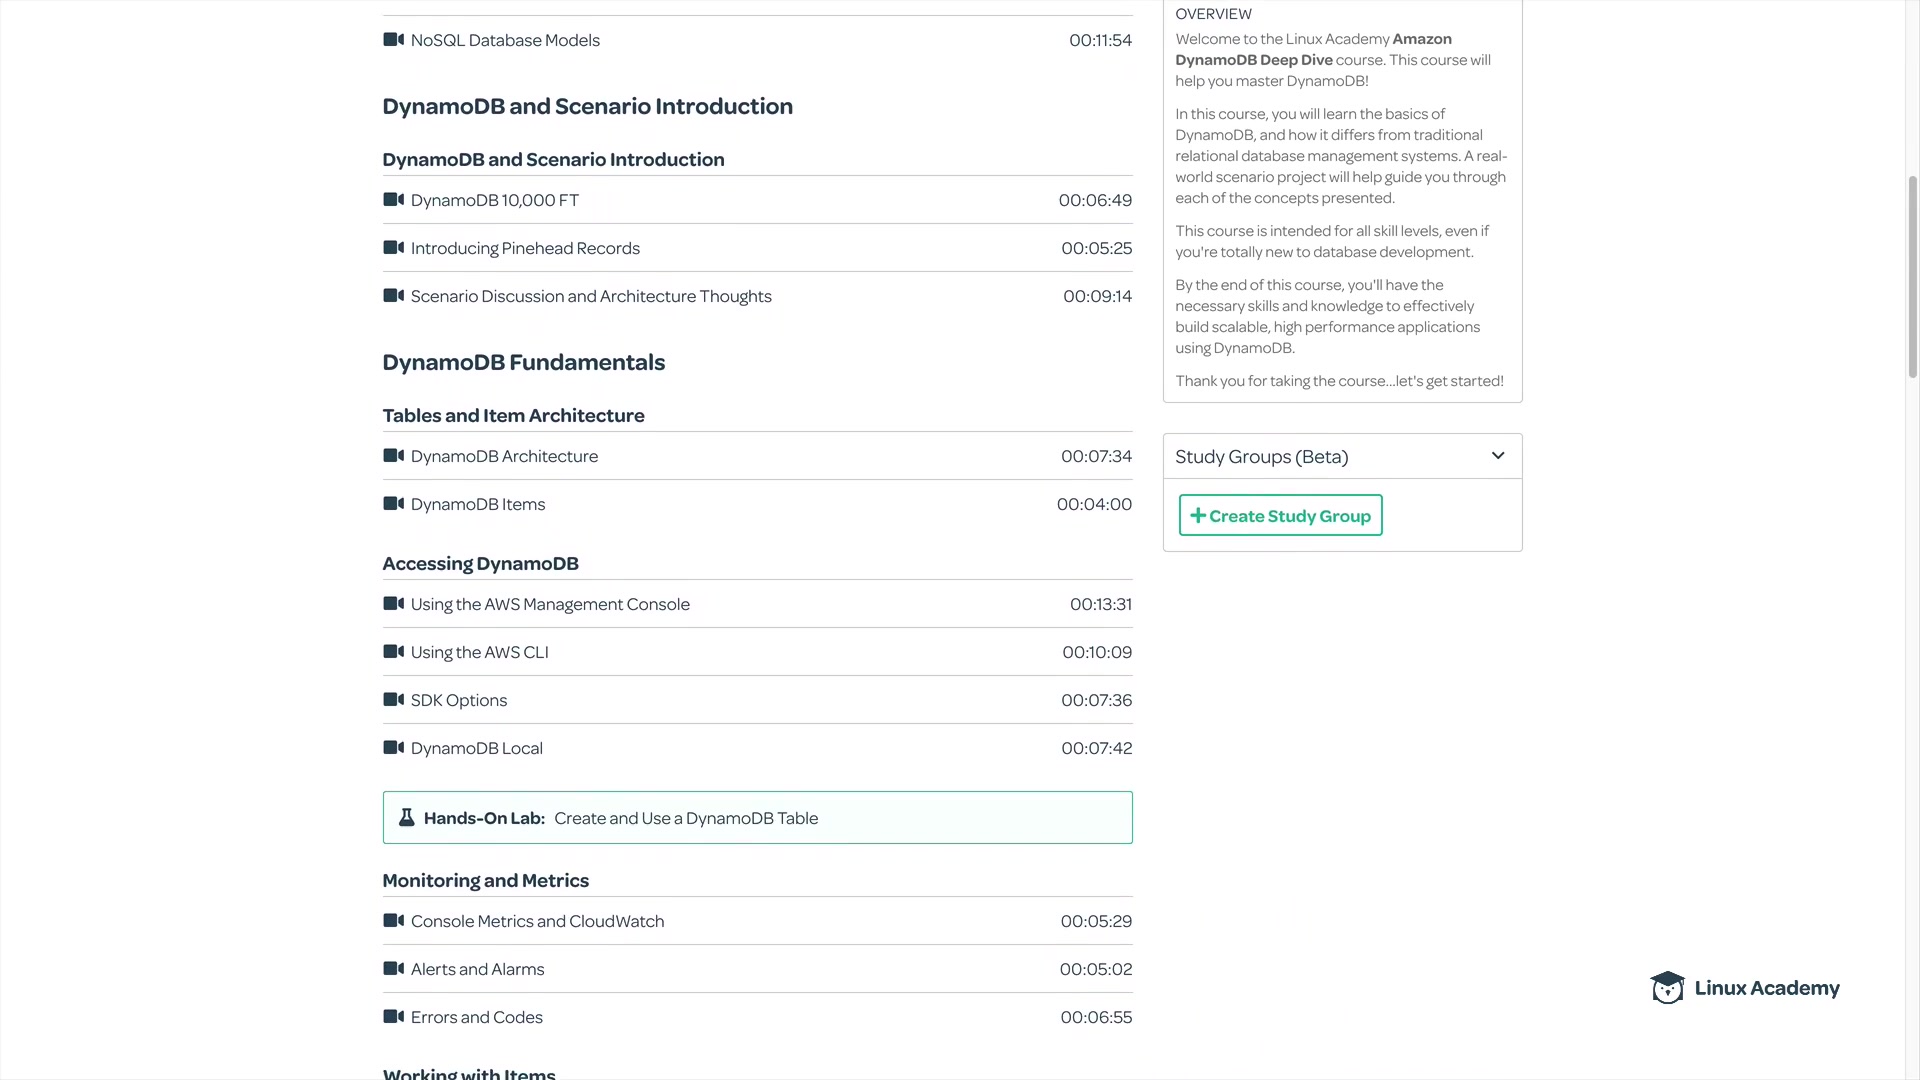 NoSQL Database Models 00:11:54
DynamoDB and Scenario Introduction
DynamoDB and Scenario Introduction
DynamoDB 10,000 FT 00:06:49
Introducing Pinehead Records 00:05:25
Scenario Discussion and Architecture Thoughts 00:09:14
DynamoDB Fundamentals
Tables and Item Architecture
DynamoDB Architecture 00:07:34
DynamoDB Items 00:04:00
Accessing DynamoDB
Using the AWS Management Console 00:13:31
Using the AWS CLI 00:10:09
SDK Options 00:07:36
DynamoDB Local 00:07:42
Hands-On Lab: Create and Use a DynamoDB Table
Monitoring and Metrics
Console Metrics and CloudWatch 00:05:29
Alerts and Alarms 00:05:02
Errors and Codes 00:06:55
Working with Items
OVERVIEW
Welcome to the Linux Academy Amazon
DynamoDB Deep Dive course. This course will
help you master DynamoDB!
In this course, you will learn the basics of
DynamoDB, and how it differs from traditional
relational database management systems. A real-
world scenario project will help guide you through
each of the concepts presented.
This course is intended for all skill levels, even if
you're totally new to database development.
By the end of this course, you'll have the
necessary skills and knowledge to effectively
build scalable, high performance applications
using DynamoDB.
Thank you for taking the course...let's get started!
Study Groups (Beta)
Create Study Group
Linux Academy